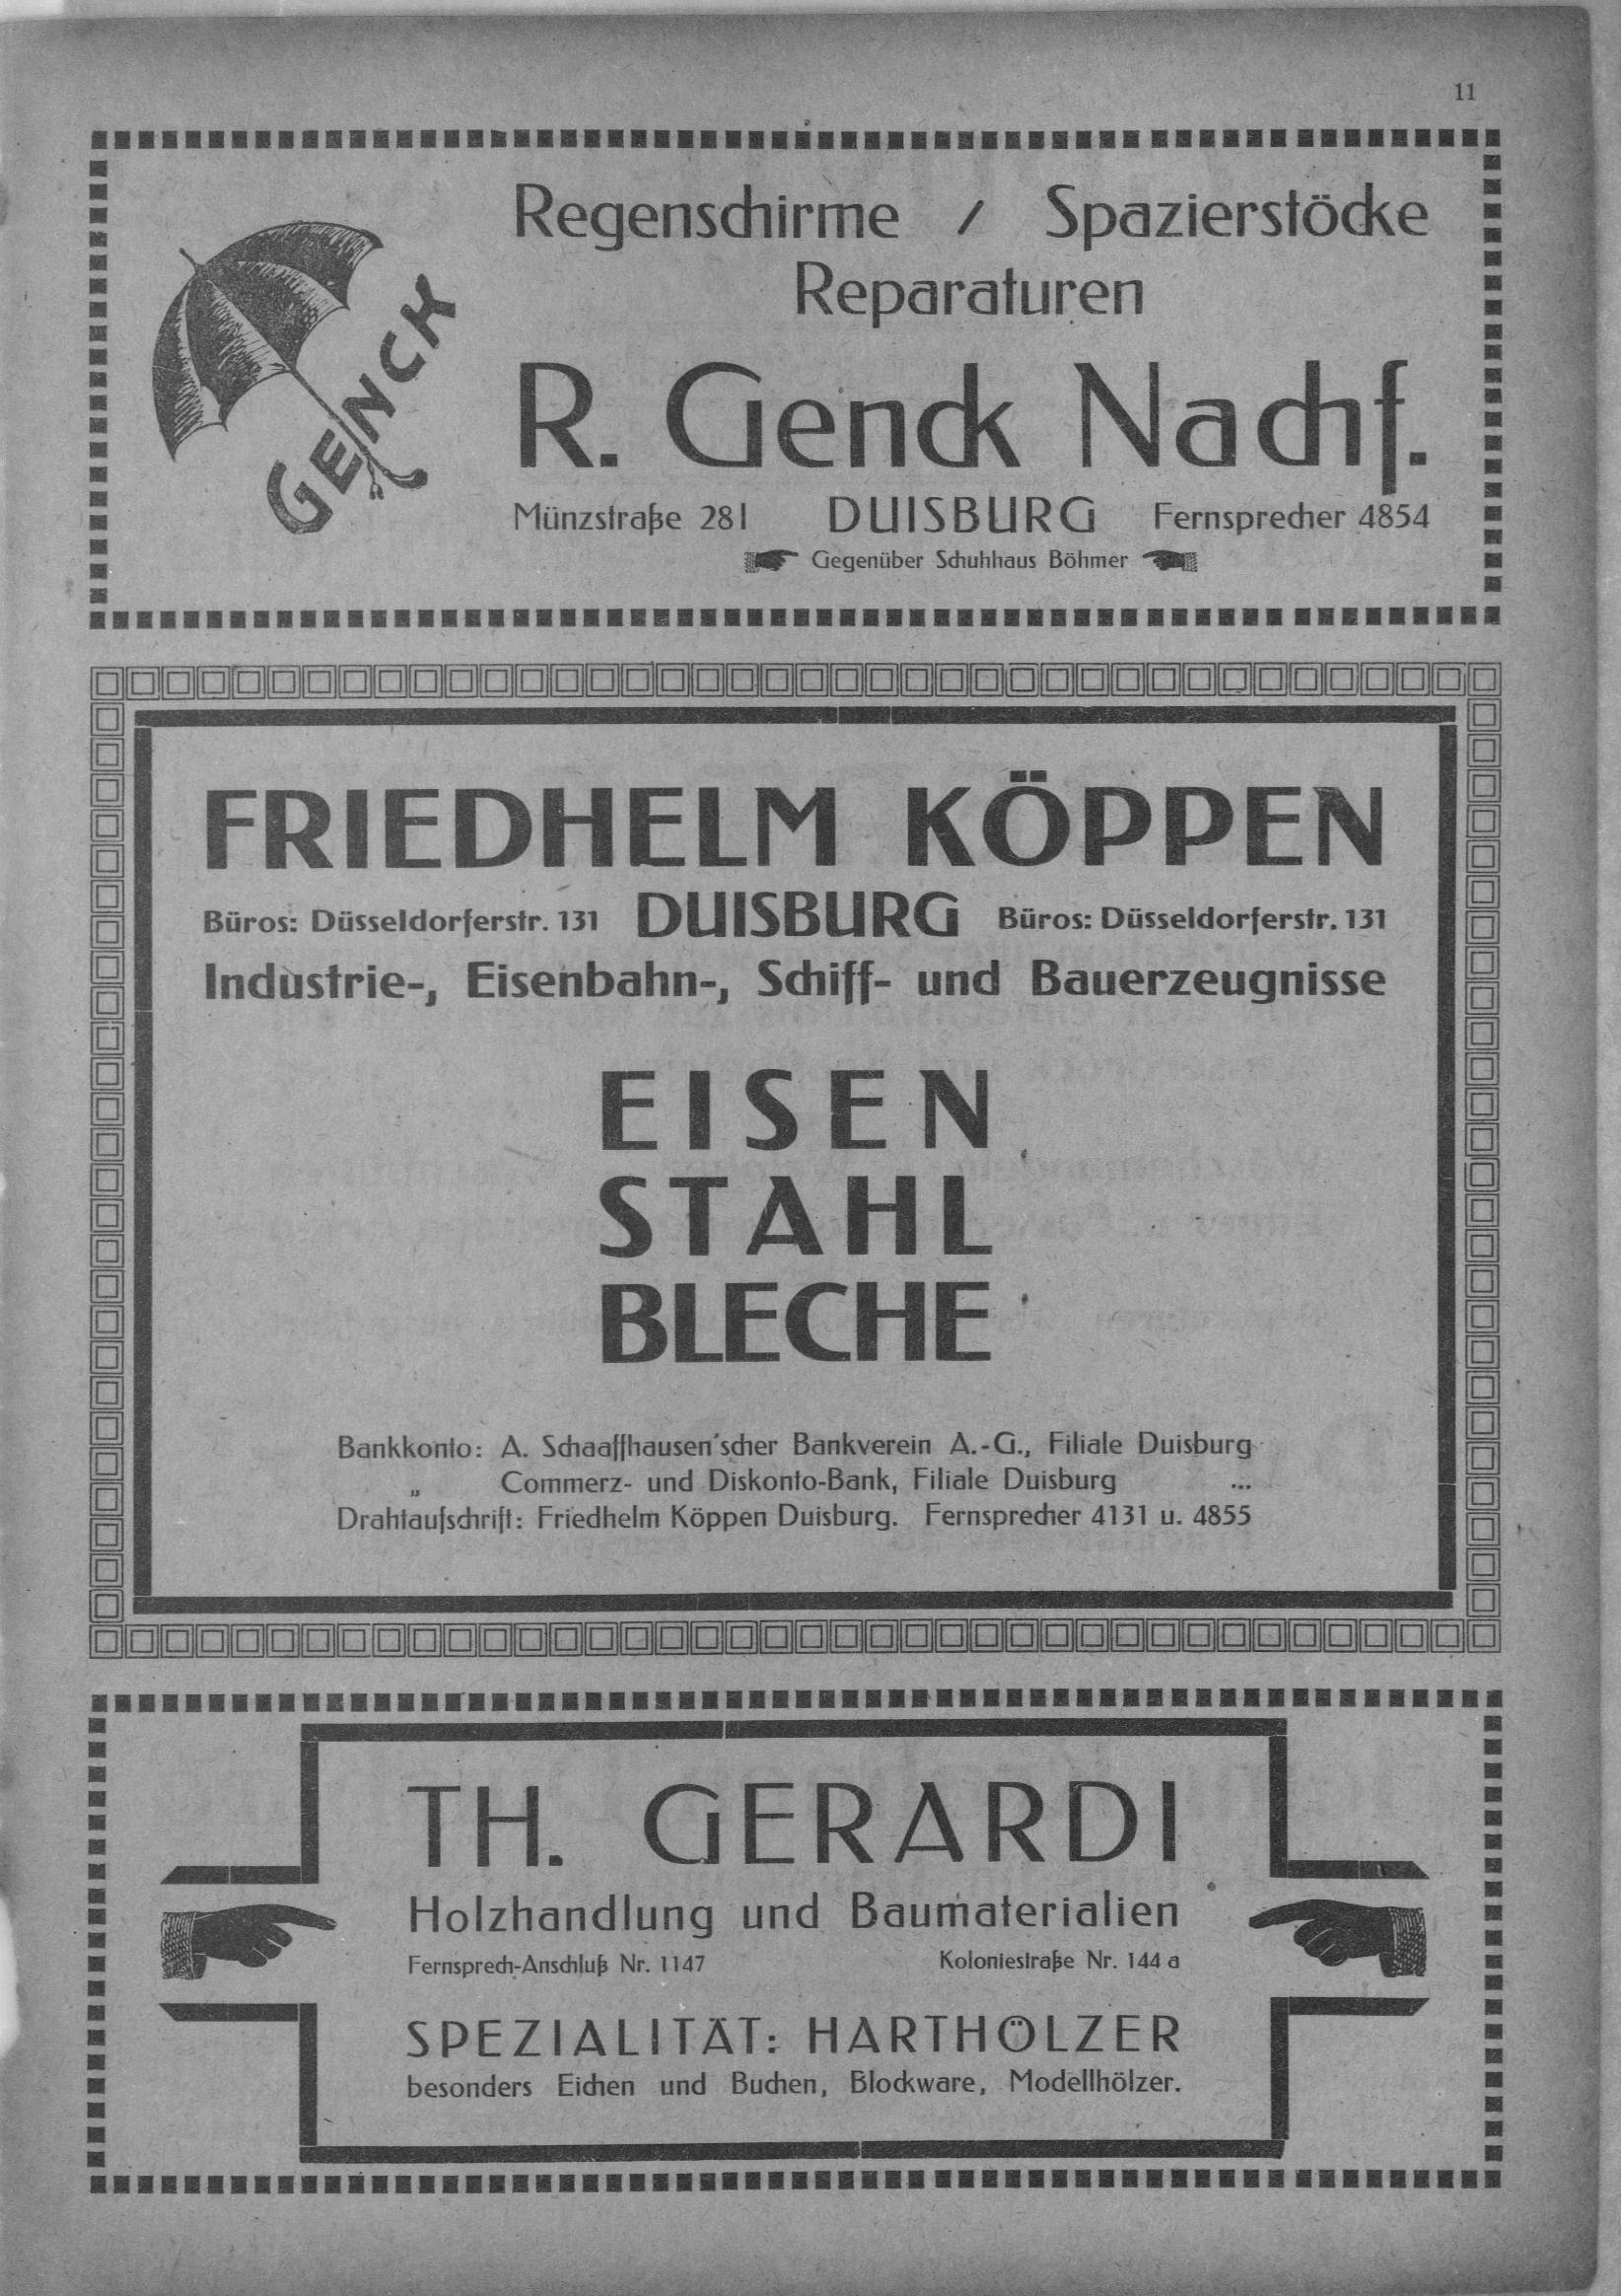 11
Regenschirme / Spazierstöcke
Reparaturen
GENCK
R. Genck Nachf.
Münzstraße 28I DUISBURG Fernsprecher 4854
Gegenüber Schuhhaus Böhmer
FRIEDHELM KÖPPEN
Büros: Düsseldorferstr. 131 DUISBURG Büros: Düsseldorferstr. 131
Industrie-, Eisenbahn-, Schiff- und Bauerzeugnisse
EISEN
STAHL
BLECHE
Bankkonto: A. Schaaffhausen'scher Bankverein A.-G., Filiale Duisburg
„ Commerz- und Diskonto-Bank, Filiale Duisburg ...
Drahtaufschrift: Friedhelm Köppen Duisburg. Fernsprecher 4131 u. 4855
TH. GERARDI
Holzhandlung und Baumaterialien
Fernsprech-Anschluß Nr. 1147 Koloniestraße Nr. 144 a
SPEZIALITÄT: HARTHÖLZER
besonders Eichen und Buchen, Blockware, Modellhölzer.